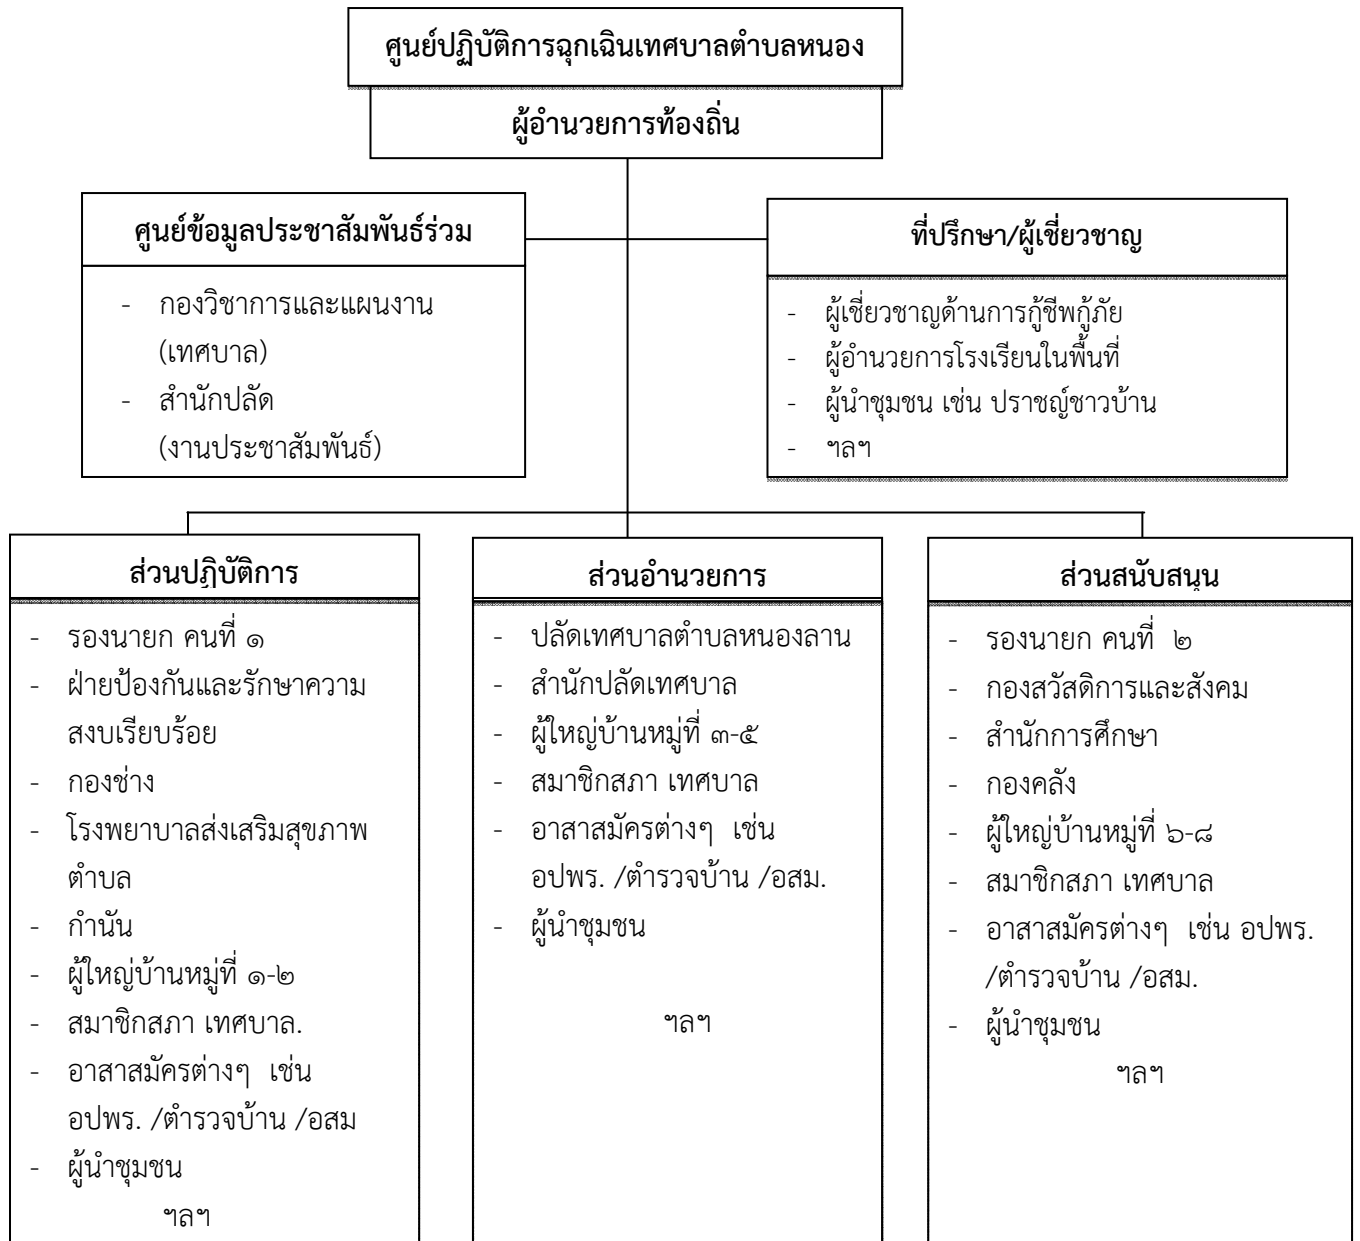 ศูนย์ปฏิบัติการฉุกเฉินเทศบาลตำบลหนอง
ผู้อำนวยการท้องถิ่น
ศูนย์ข้อมูลประชาสัมพันธ์ร่วม
- กองวิชาการและแผนงาน
(เทศบาล)
- สำนักปลัด
(งานประชาสัมพันธ์)
ที่ปรึกษา/ผู้เชี่ยวชาญ
- ผู้เชี่ยวชาญด้านการกู้ชีพกู้ภัย
- ผู้อำนวยการโรงเรียนในพื้นที่
- ผู้นำชุมชน เช่น ปราชญ์ชาวบ้าน
- ฯลฯ
ส่วนปฏิบัติการ
- รองนายก คนที่ ๑
- ฝ่ายป้องกันและรักษาความ
สงบเรียบร้อย
- กองช่าง
- โรงพยาบาลส่งเสริมสุขภาพ
ตำบล
- กำนัน
- ผู้ใหญ่บ้านหมู่ที่ ๑-๒
- สมาชิกสภา เทศบาล.
- อาสาสมัครต่างๆ เช่น
อปพร. /ตำรวจบ้าน /อสม
- ผู้นำชุมชน
ฯลฯ
ส่วนอำนวยการ
- ปลัดเทศบาลตำบลหนองลาน
- สำนักปลัดเทศบาล
- ผู้ใหญ่บ้านหมู่ที่ ๓-๕
- สมาชิกสภา เทศบาล
- อาสาสมัครต่างๆ เช่น
อปพร. /ตำรวจบ้าน /อสม.
- ผู้นำชุมชน
ฯลฯ
ส่วนสนับสนุน
- รองนายก คนที่ ๒
- กองสวัสดิการและสังคม
- สำนักการศึกษา
- กองคลัง
- ผู้ใหญ่บ้านหมู่ที่ ๖-๘
- สมาชิกสภา เทศบาล
- อาสาสมัครต่างๆ เช่น อปพร.
/ตำรวจบ้าน /อสม.
- ผู้นำชุมชน
ฯลฯ